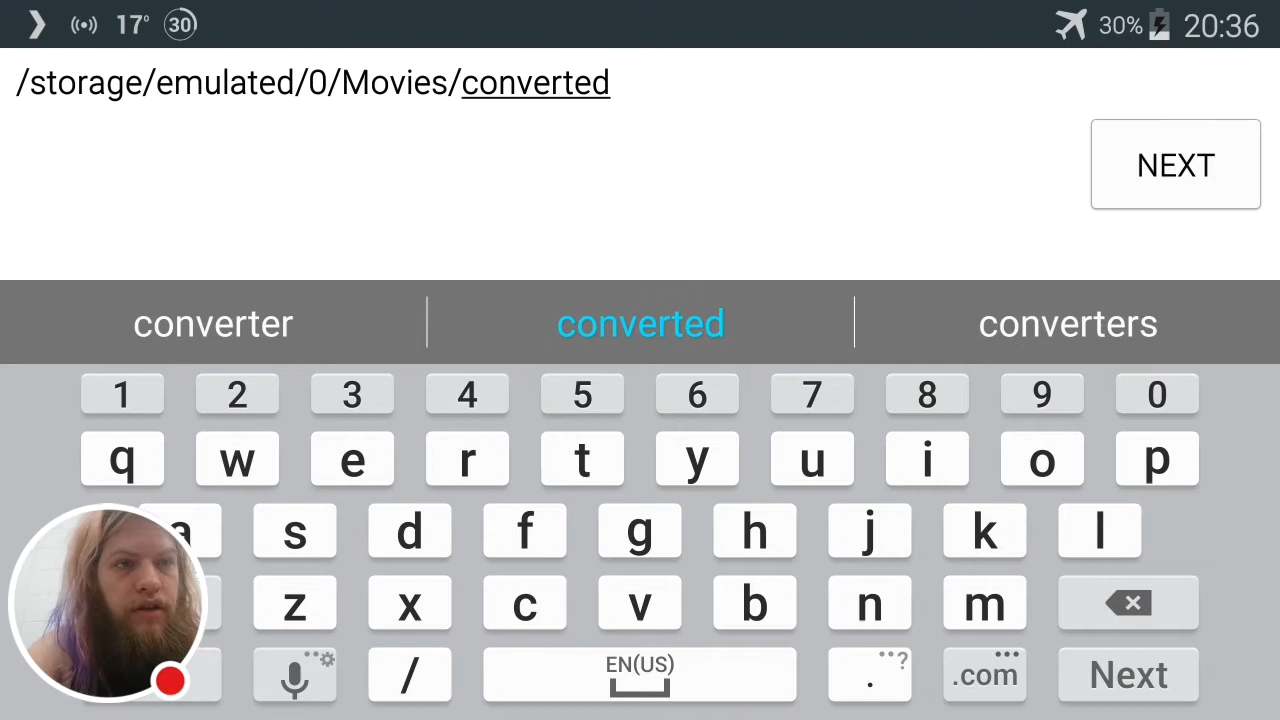 ❯ 17° 30 30% 20:36
/storage/emulated/0/Movies/converted
NEXT
converter converted converters
1 2 3 4 5 6 7 8 9 0
q w e r t y u i o p
a s d f g h j k l
z x c v b n m
/ EN(US) . ? .com Next